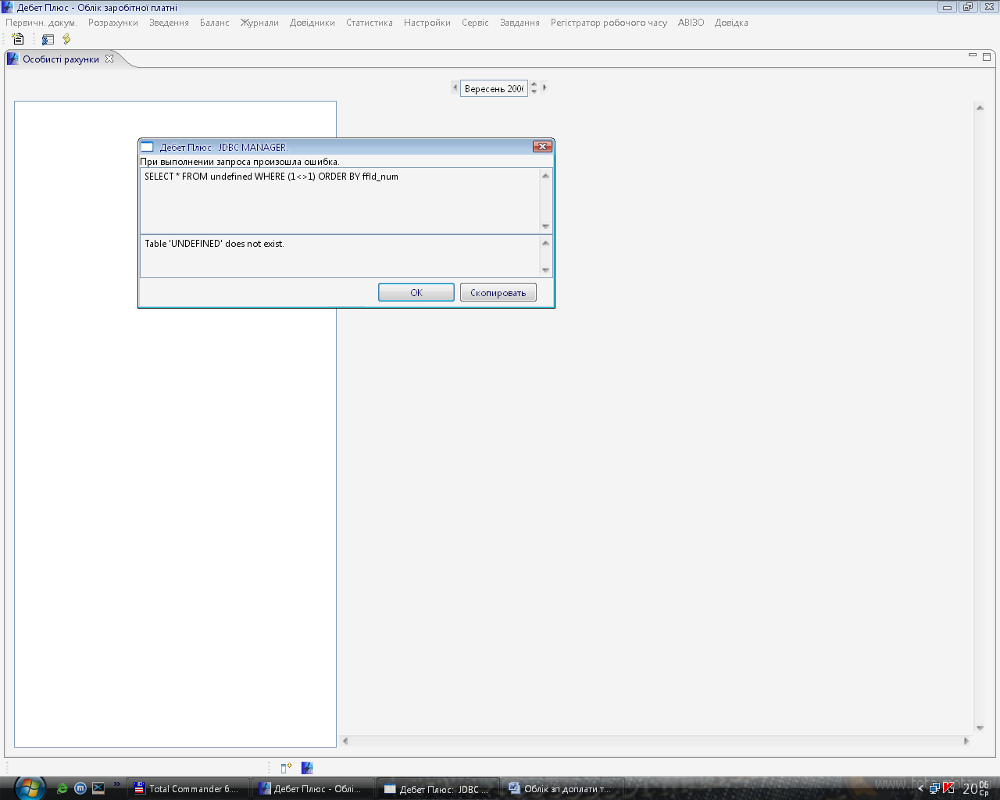 Дебет Плюс - Облік заробітної платні
Первичн. докум. Розрахунки Зведення Баланс Журнали Довідники Статистика Настройки Сервіс Завдання Регістратор робочого часу АВІЗО Довідка
Особисті рахунки
Вересень 2006
Дебет Плюс: JDBC MANAGER.
При выполнении запроса произошла ошибка.
SELECT * FROM undefined WHERE (1<>1) ORDER BY ffld_num
Table 'UNDEFINED' does not exist.
OK Скопировать
Total Commander 6.... Дебет Плюс - Облі... Дебет Плюс: JDBC ... Облік зп доплати т... 20 06 Ср